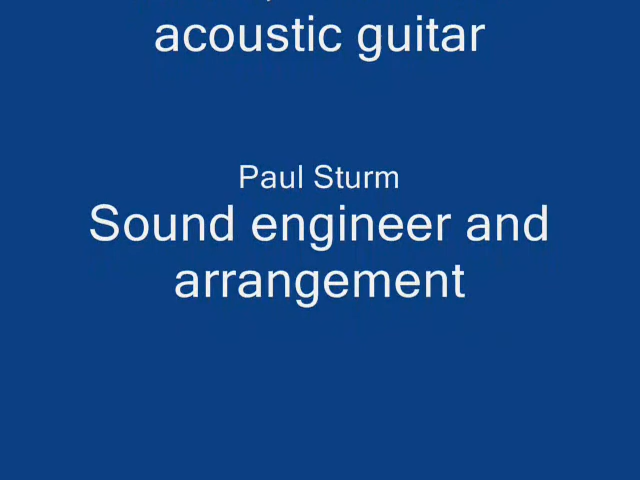 acoustic guitar
Paul Sturm
Sound engineer and
arrangement